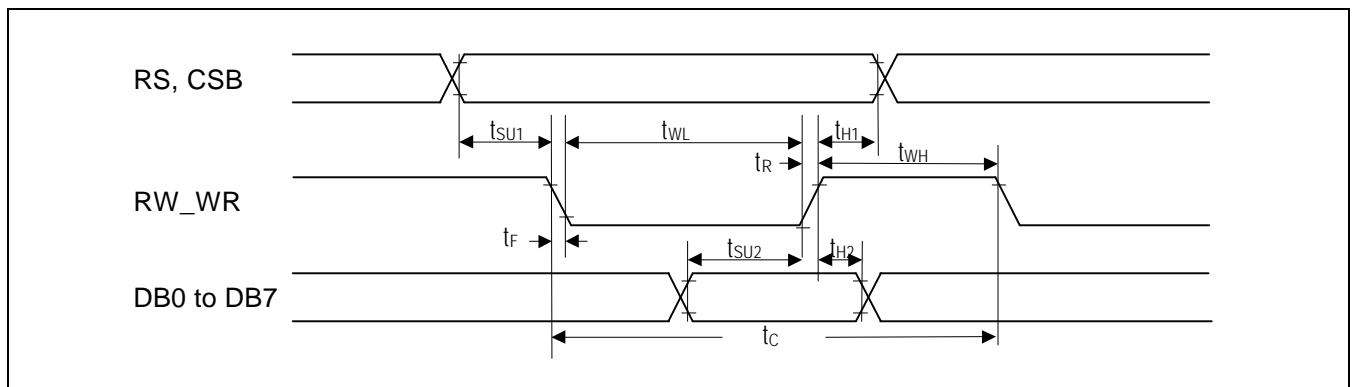 RS, CSB
tSU1
tWL
tH1
tR
tWH
RW_WR
tF
tSU2
tH2
DB0 to DB7
tC